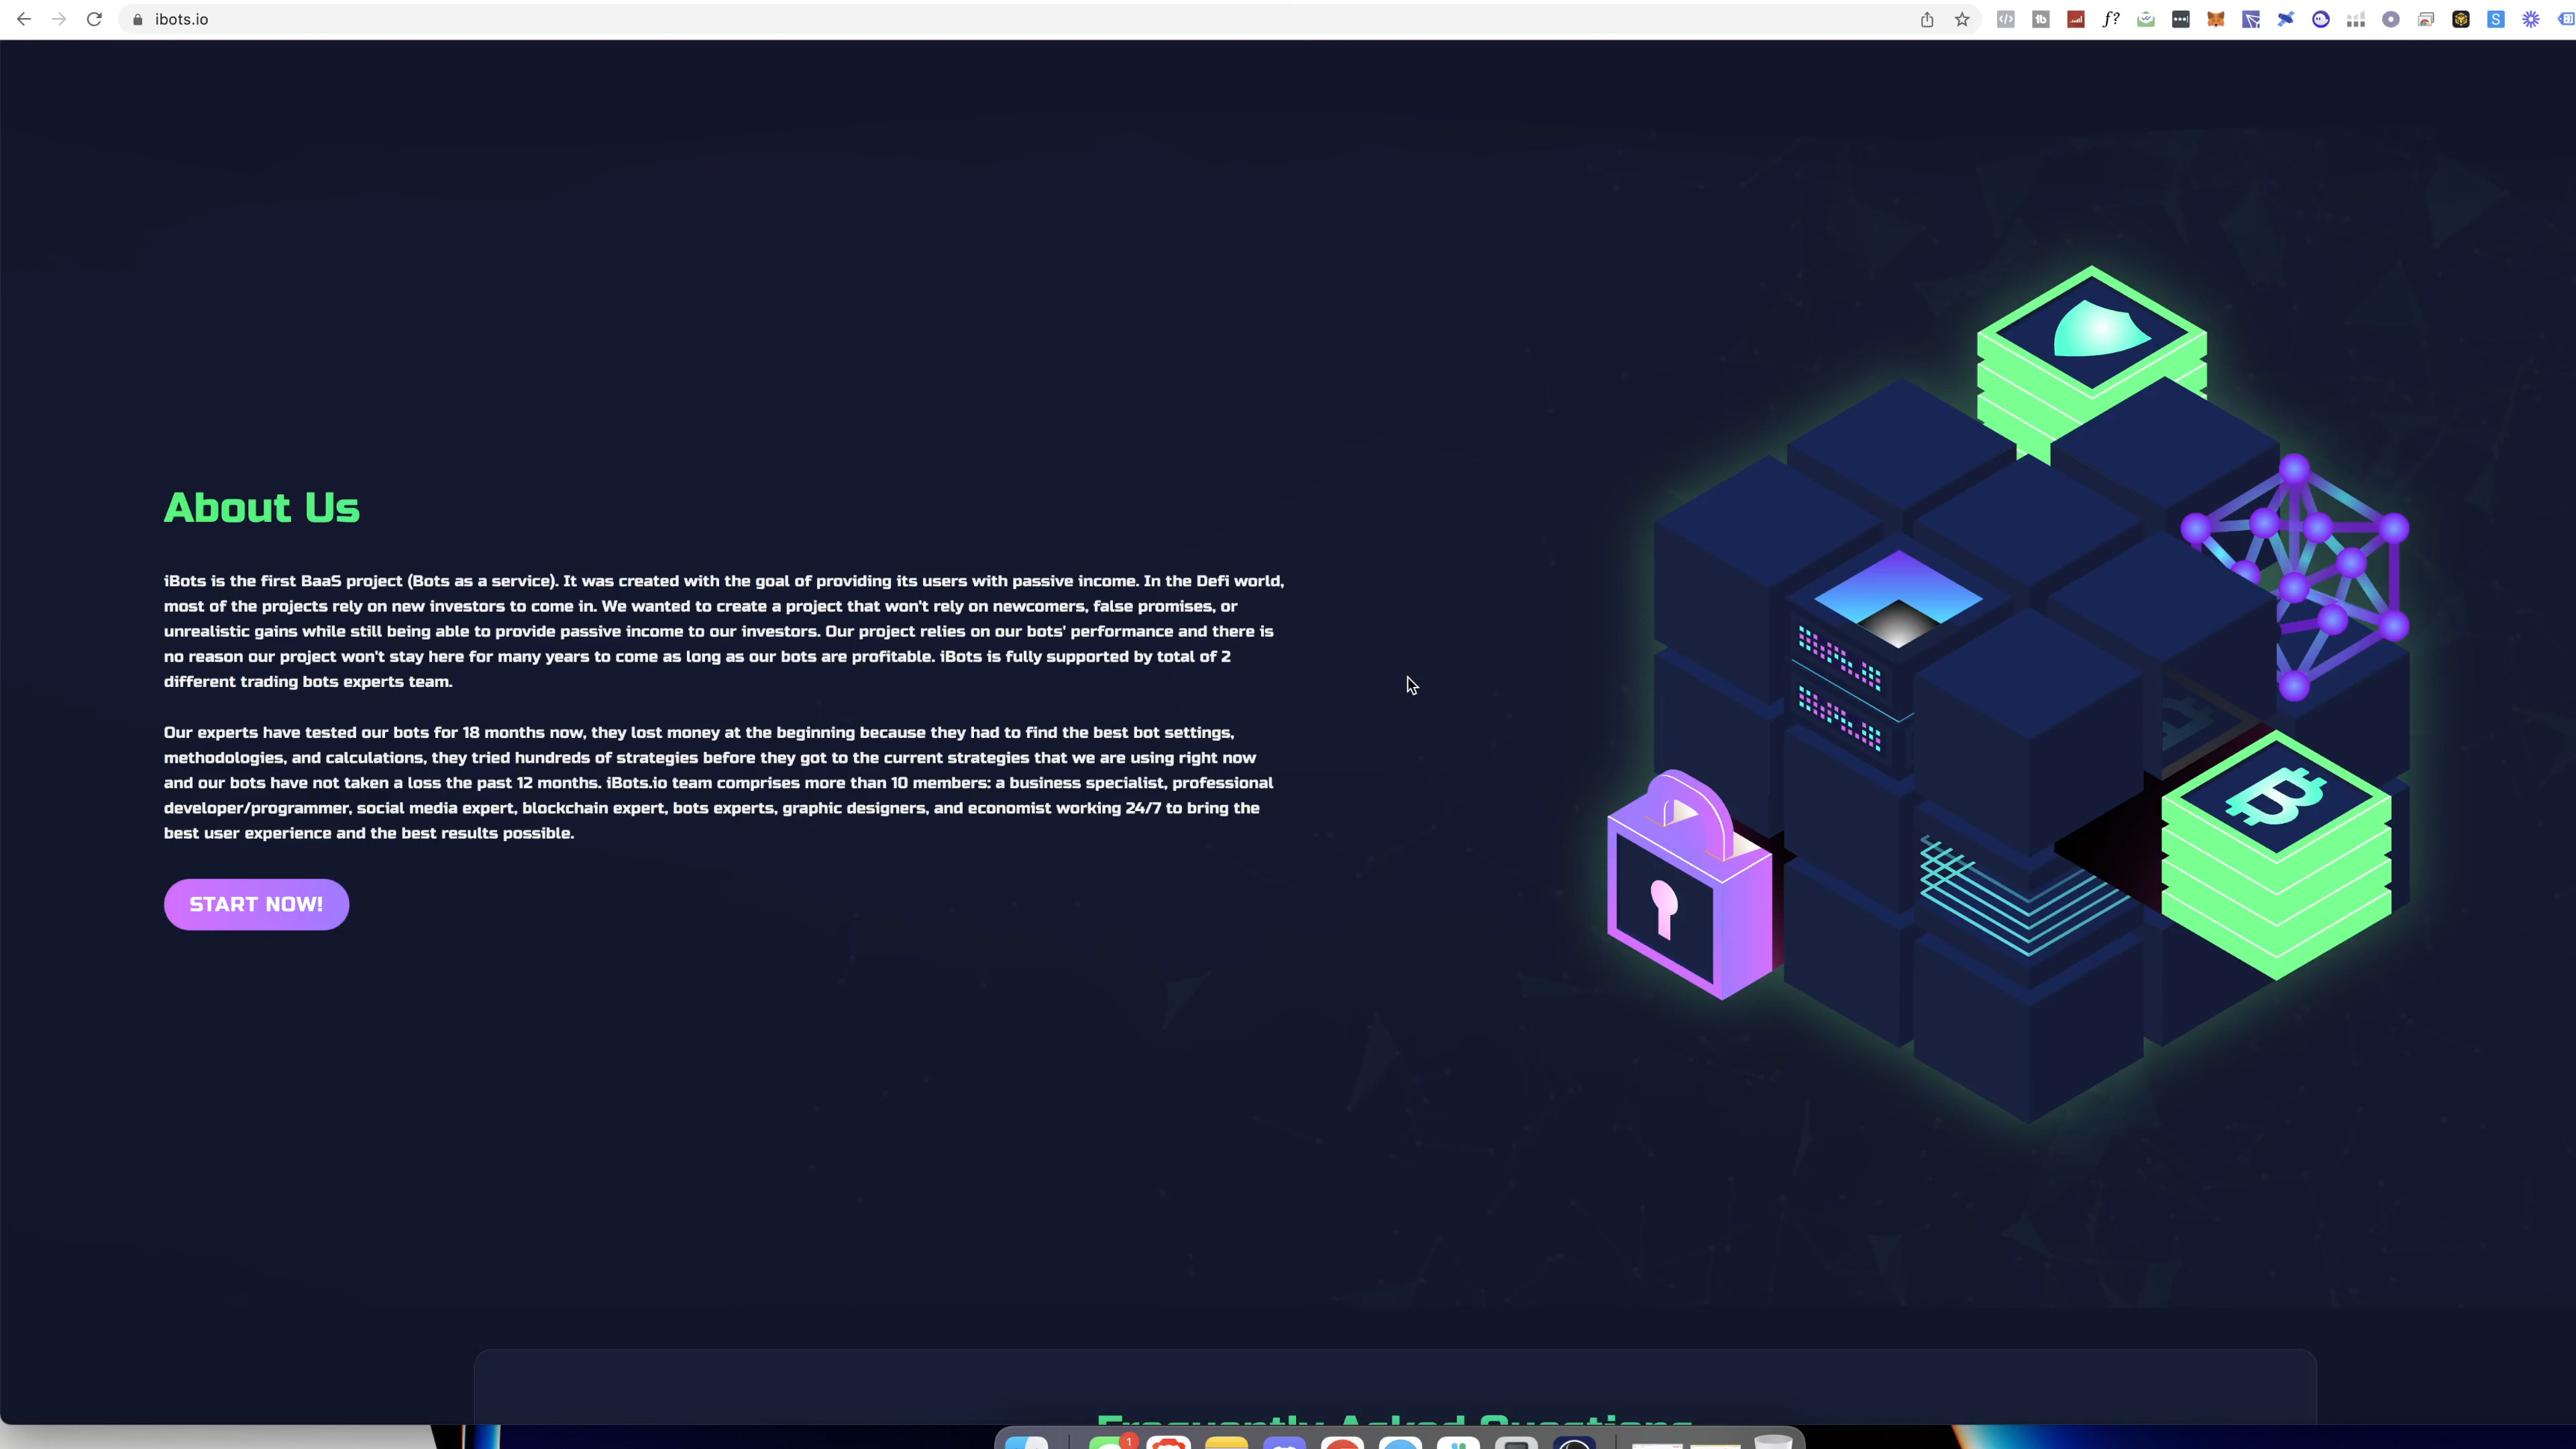 ibots.io
f?
S
About Us
iBots is the first BaaS project (Bots as a service). It was created with the goal of providing its users with passive income. In the Defi world,
most of the projects rely on new investors to come in. We wanted to create a project that won't rely on newcomers, false promises, or
unrealistic gains while still being able to provide passive income to our investors. Our project relies on our bots' performance and there is
no reason our project won't stay here for many years to come as long as our bots are profitable. iBots is fully supported by total of 2
different trading bots experts team.
Our experts have tested our bots for 18 months now, they lost money at the beginning because they had to find the best bot settings,
methodologies, and calculations, they tried hundreds of strategies before they got to the current strategies that we are using right now
and our bots have not taken a loss the past 12 months. iBots.io team comprises more than 10 members: a business specialist, professional
developer/programmer, social media expert, blockchain expert, bots experts, graphic designers, and economist working 24/7 to bring the
best user experience and the best results possible.
START NOW!
Frequently Asked Questions
1